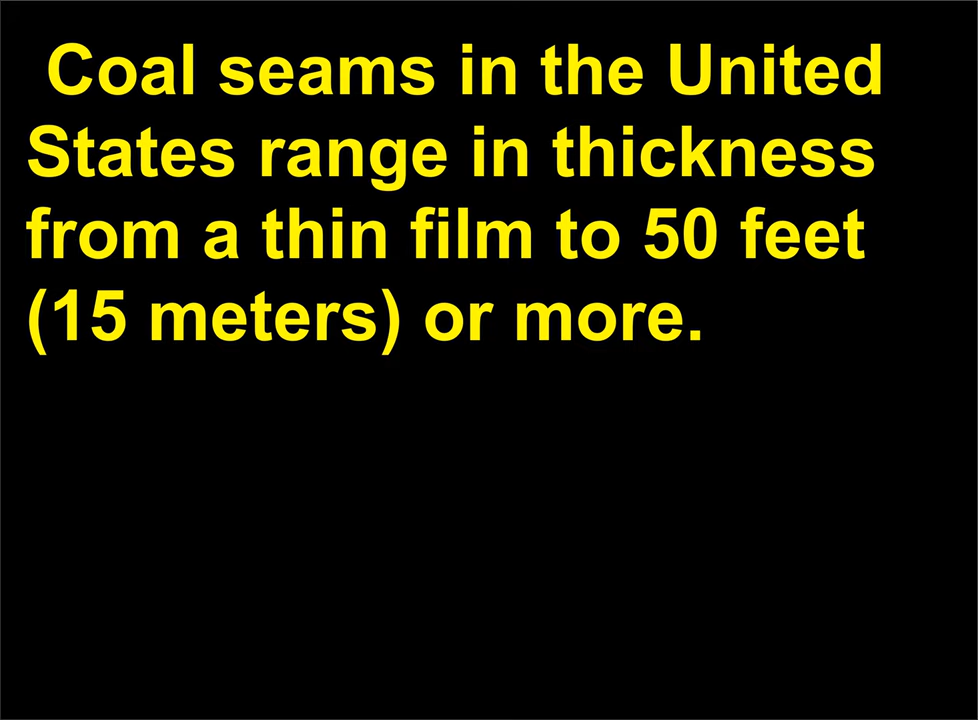 Coal seams in the United
States range in thickness
from a thin film to 50 feet
(15 meters) or more.